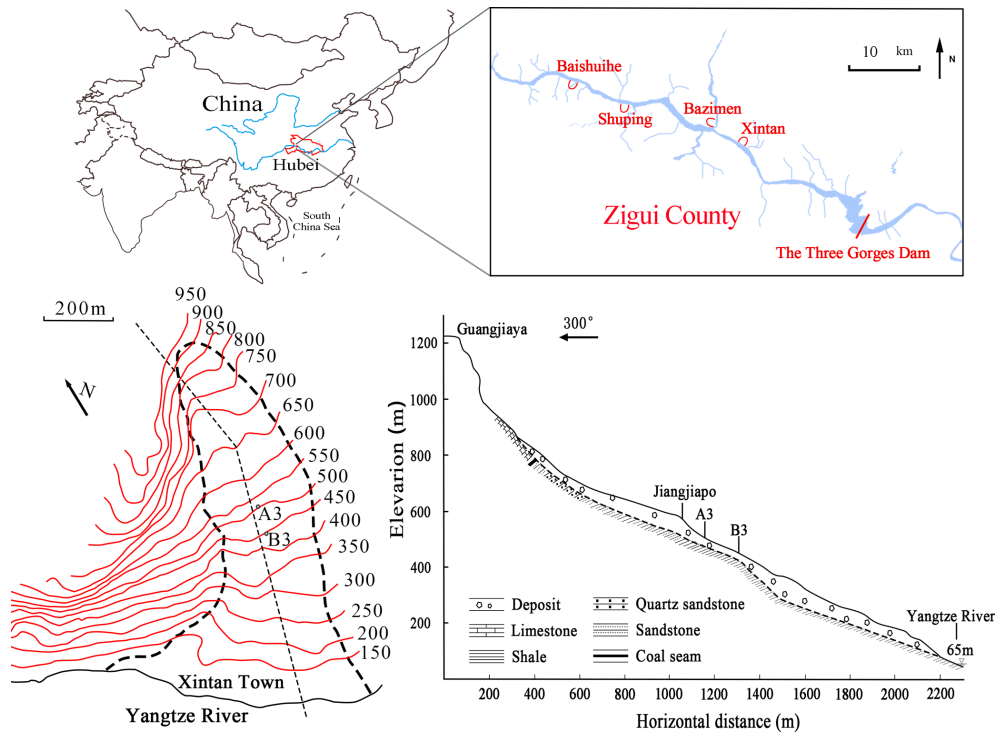 China
Hubei
South
China Sea
Baishuihe
Shuping
Bazimen
Xintan
10 km
N
Zigui County
The Three Gorges Dam
200m
N
950
900
850
800
750
700
650
600
550
500
450
400
350
300
250
200
150
A3
B3
Xintan Town
Yangtze River
Guangjiaya
300°
Elevarion (m)
1200
1000
800
600
400
200
Jiangjiapo
A3
B3
Yangtze River
65m
Deposit
Quartz sandstone
Limestone
Sandstone
Shale
Coal seam
200 400 600 800 1000 1200 1400 1600 1800 2000 2200
Horizontal distance (m)